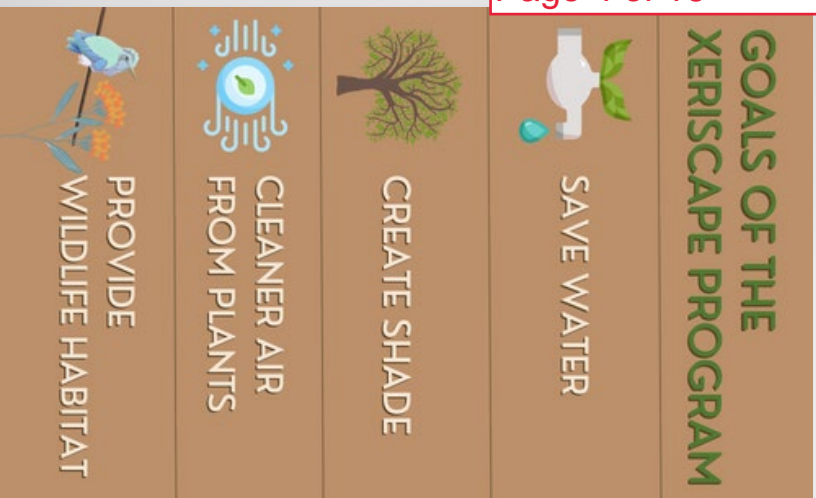 GOALS OF THE
XERISCAPE PROGRAM
SAVE WATER
CREATE SHADE
CLEANER AIR
FROM PLANTS
PROVIDE
WILDLIFE HABITAT